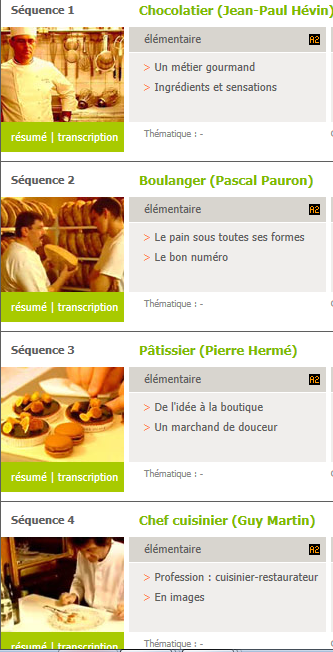 Séquence 1
Chocolatier (Jean-Paul Hévin)
élémentaire A2
> Un métier gourmand
> Ingrédients et sensations
résumé | transcription
Thématique : -
Séquence 2
Boulanger (Pascal Pauron)
élémentaire A2
> Le pain sous toutes ses formes
> Le bon numéro
résumé | transcription
Thématique : -
Séquence 3
Pâtissier (Pierre Hermé)
élémentaire A2
> De l'idée à la boutique
> Un marchand de douceur
résumé | transcription
Thématique : -
Séquence 4
Chef cuisinier (Guy Martin)
élémentaire A2
> Profession : cuisinier-restaurateur
> En images
résumé | transcription
Thématique : -